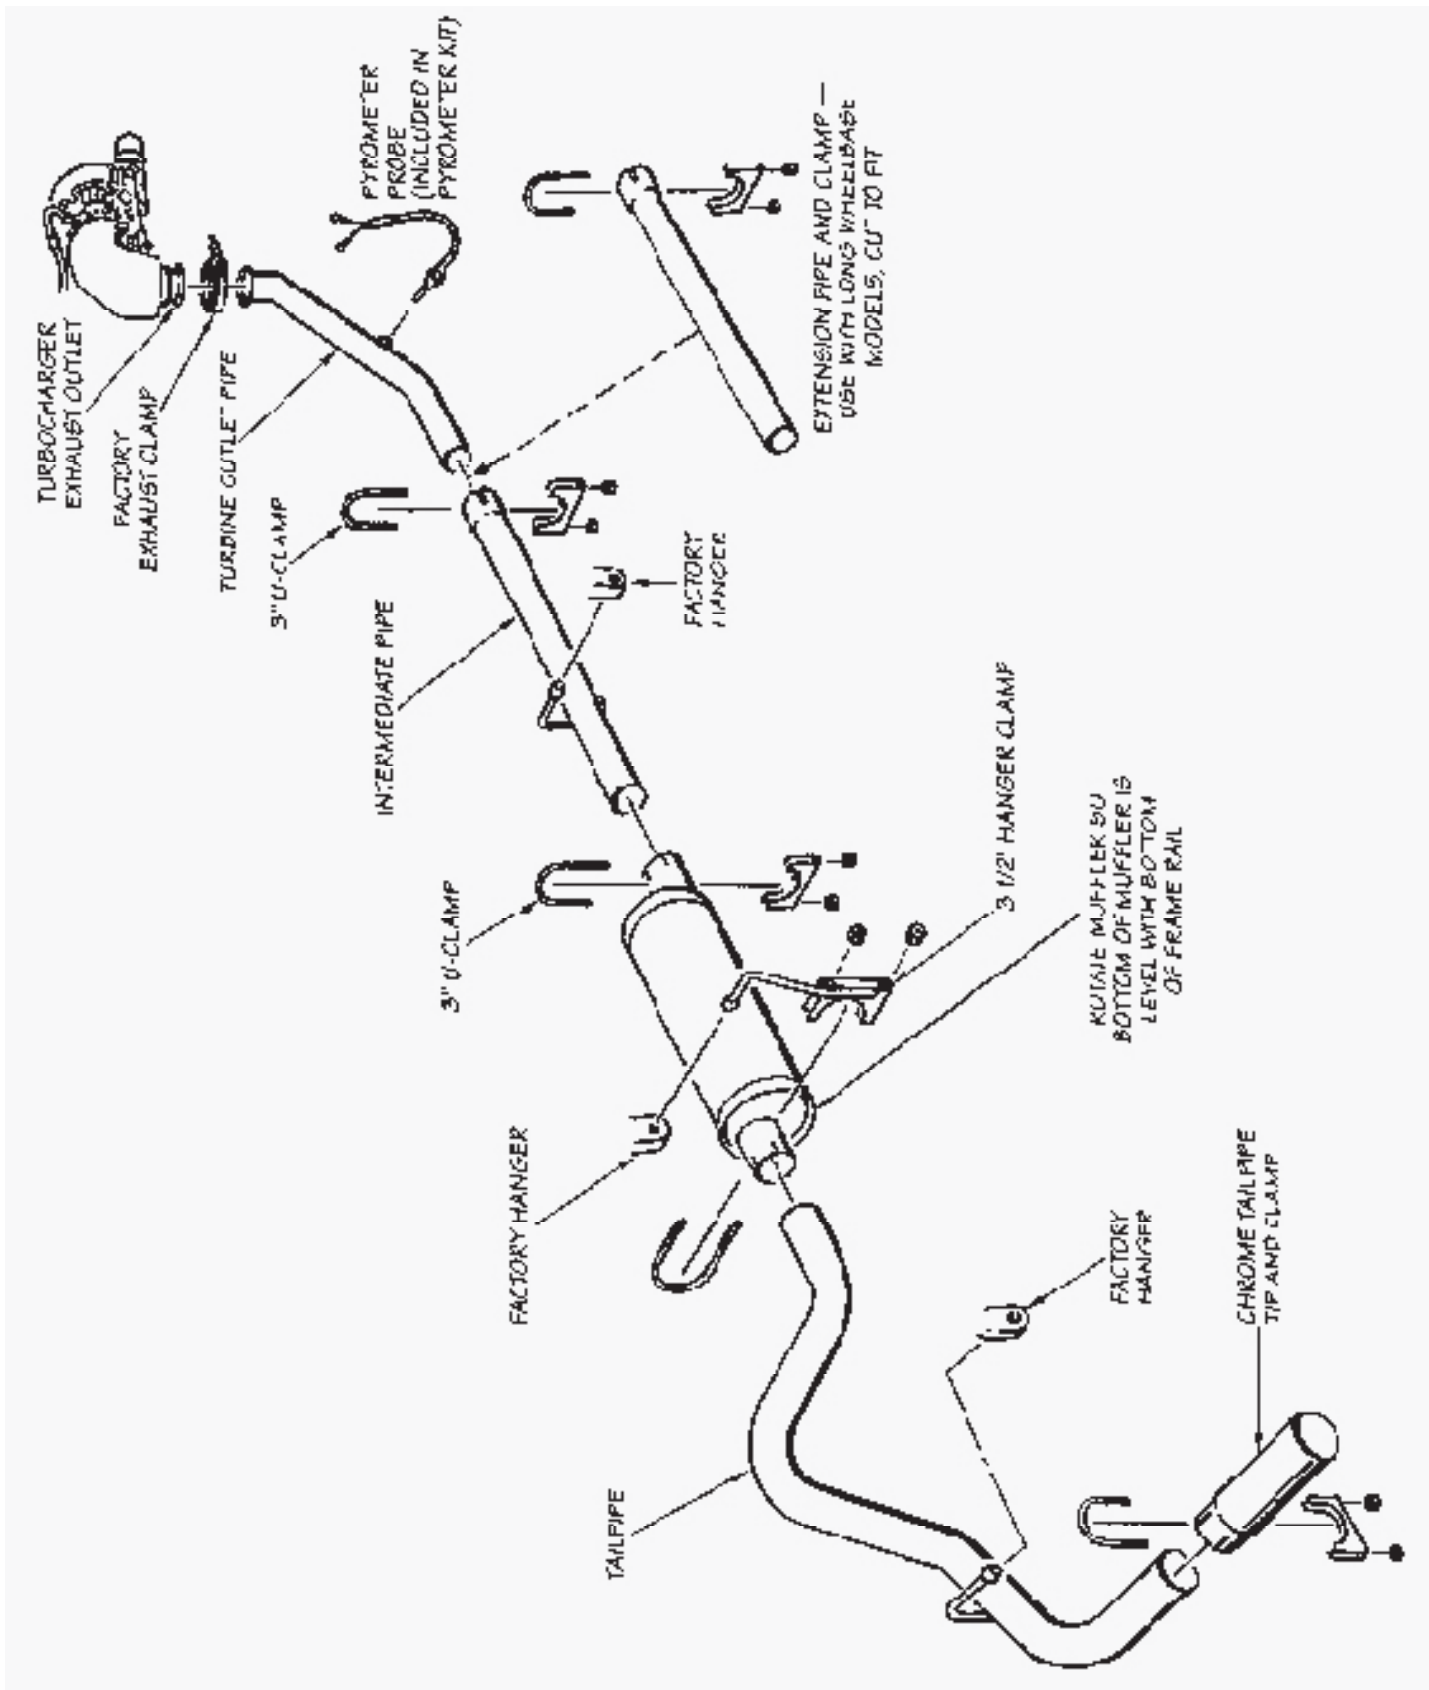 TURBOCHARGER
EXHAUST OUTLET
FACTORY
EXHAUST CLAMP
TURBINE OUTLET PIPE
3" U-CLAMP
PYROMETER
PROBE
(INCLUDED IN
PYROMETER KIT)
INTERMEDIATE PIPE
FACTORY
HANGER
EXTENSION PIPE AND CLAMP —
USE WITH LONG WHEELBASE
MODELS, CUT TO FIT
3" U-CLAMP
3 1/2" HANGER CLAMP
ROTATE MUFFLER SO
BOTTOM OF MUFFLER IS
LEVEL WITH BOTTOM
OF FRAME RAIL
FACTORY HANGER
TAILPIPE
FACTORY
HANGER
CHROME TAILPIPE
TIP AND CLAMP